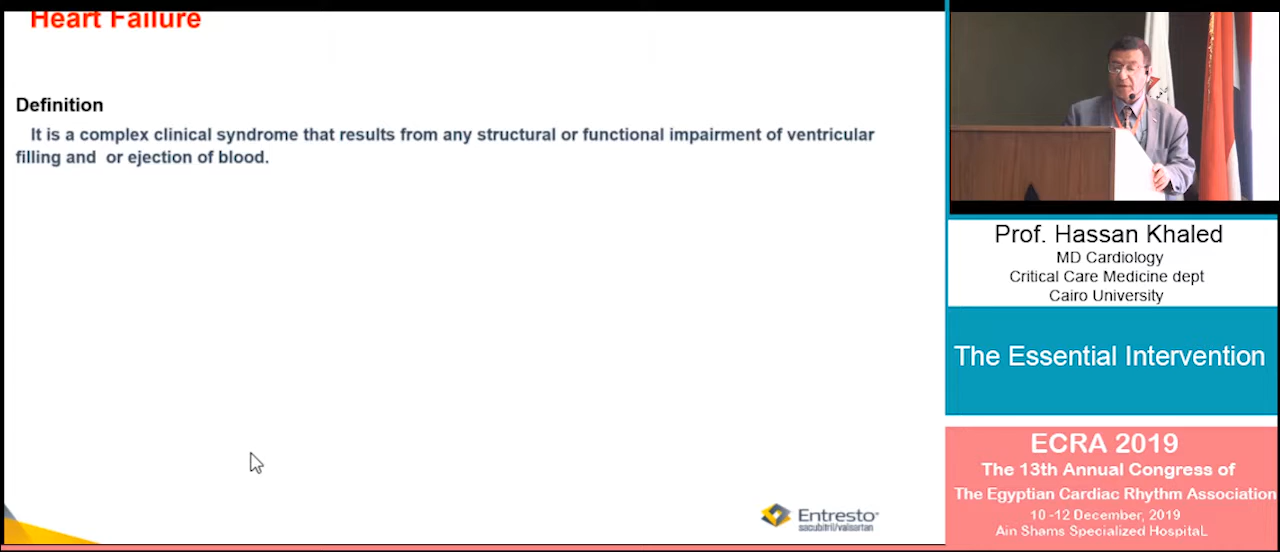 Heart Failure
Definition
It is a complex clinical syndrome that results from any structural or functional impairment of ventricular
filling and or ejection of blood.
Entresto
sacubitril/valsartan
Prof. Hassan Khaled
MD Cardiology
Critical Care Medicine dept
Cairo University
The Essential Intervention
ECRA 2019
The 13th Annual Congress of
The Egyptian Cardiac Rhythm Association
10 -12 December, 2019
Ain Shams Specialized HospitaL